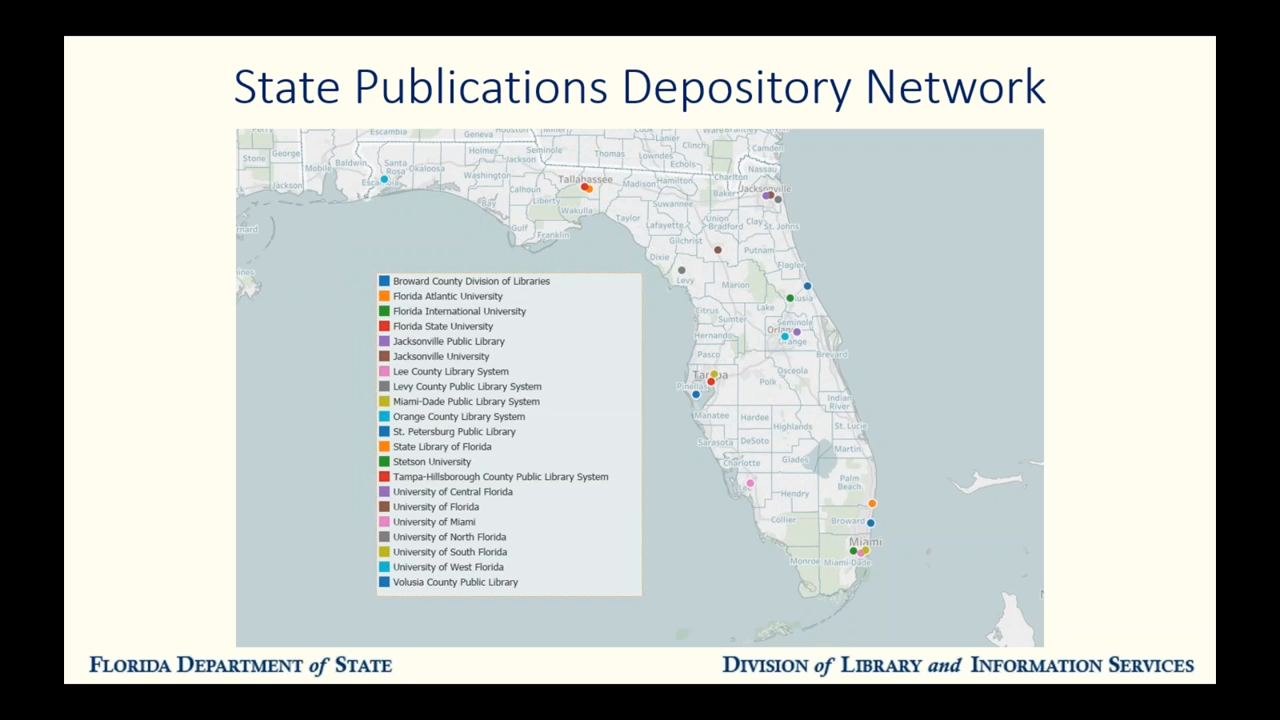 State Publications Depository Network
Escambia
Geneva
Houston
Miller
Cook
Lanier
Ware
Brantley
Stone
George
Mobile
Baldwin
Santa
Rosa
Okaloosa
Holmes
Jackson
Seminole
Thomas
Lowndes
Clinch
Echols
Charlton
Camden
Nassau
Jackson
Escambia
Washington
Calhoun
Bay
Liberty
Gulf
Franklin
Wakulla
Tallahassee
Madison
Hamilton
Suwannee
Taylor
Lafayette
Baker
Jacksonville
Union
Bradford
Clay
St. Johns
Gilchrist
Dixie
Levy
Putnam
Flagler
Marion
Volusia
Citrus
Lake
Sumter
Hernando
Seminole
Orlando
Orange
Pasco
Brevard
Tampa
Pinellas
Polk
Osceola
Manatee
Hardee
Highlands
Indian
River
St. Lucie
Sarasota
DeSoto
Martin
Charlotte
Glades
Palm
Beach
Lee
Hendry
Collier
Broward
Miami
Monroe
Miami-Dade
Broward County Division of Libraries
Florida Atlantic University
Florida International University
Florida State University
Jacksonville Public Library
Jacksonville University
Lee County Library System
Levy County Public Library System
Miami-Dade Public Library System
Orange County Library System
St. Petersburg Public Library
State Library of Florida
Stetson University
Tampa-Hillsborough County Public Library System
University of Central Florida
University of Florida
University of Miami
University of North Florida
University of South Florida
University of West Florida
Volusia County Public Library
FLORIDA DEPARTMENT of STATE
DIVISION of LIBRARY and INFORMATION SERVICES